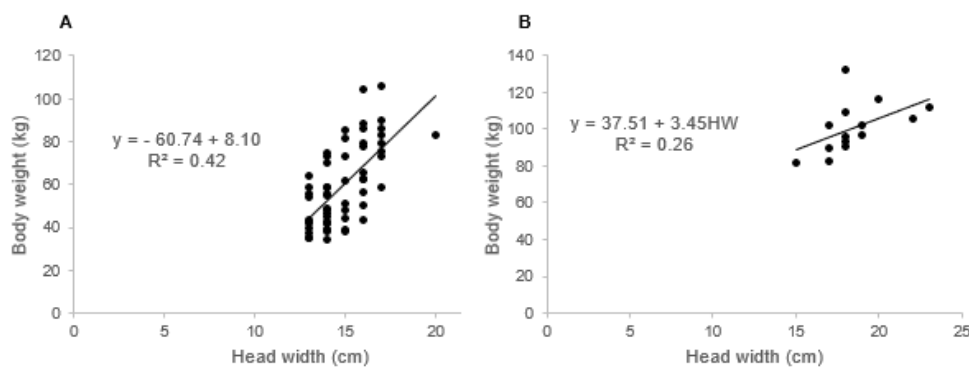 A
120
100
80
60
40
20
0
Body weight (kg)
y = - 60.74 + 8.10
R² = 0.42
0 5 10 15 20
Head width (cm)
B
140
120
100
80
60
40
20
0
Body weight (kg)
y = 37.51 + 3.45HW
R² = 0.26
0 5 10 15 20 25
Head width (cm)